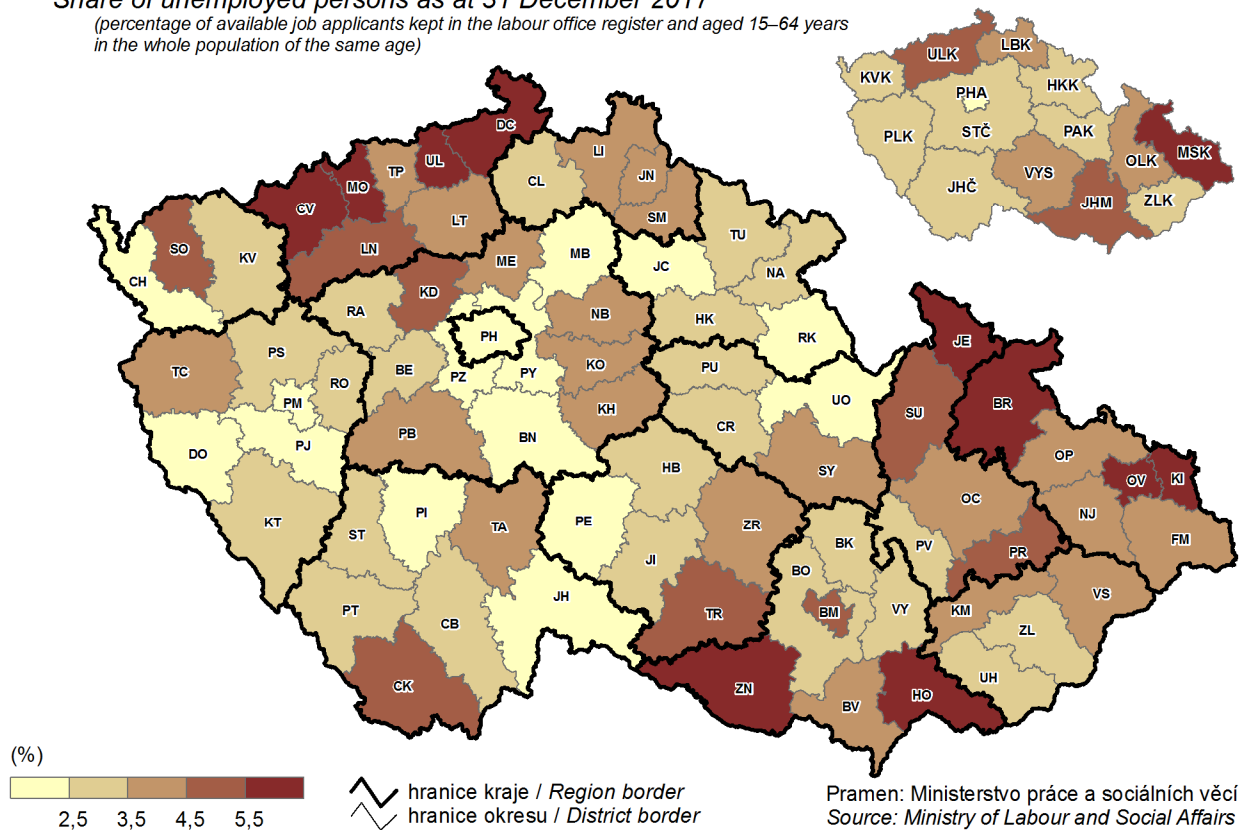 Share of unemployed persons as at 31 December 2017
(percentage of available job applicants kept in the labour office register and aged 15–64 years
in the whole population of the same age)
ULK
LBK
KVK
HKK
PHA
STČ
PAK
PLK
MSK
OLK
VYS
JHČ
ZLK
JHM
DC
UL
LI
TP
MO
JN
CL
CV
SM
LT
TU
SO
LN
MB
KV
ME
JC
NA
CH
KD
RA
NB
HK
PH
RK
JE
PS
KO
PU
BE
TC
PY
PZ
RO
PM
UO
BR
KH
SU
CR
PB
BN
PJ
DO
OP
HB
SY
OV
KI
OC
PI
NJ
KT
PE
TA
ZR
ST
FM
BK
PV
PR
JI
BO
VS
JH
PT
VY
KM
BM
TR
CB
ZL
UH
CK
ZN
HO
BV
(%)
2,5 3,5 4,5 5,5
hranice kraje / Region border
hranice okresu / District border
Pramen: Ministerstvo práce a sociálních věcí
Source: Ministry of Labour and Social Affairs